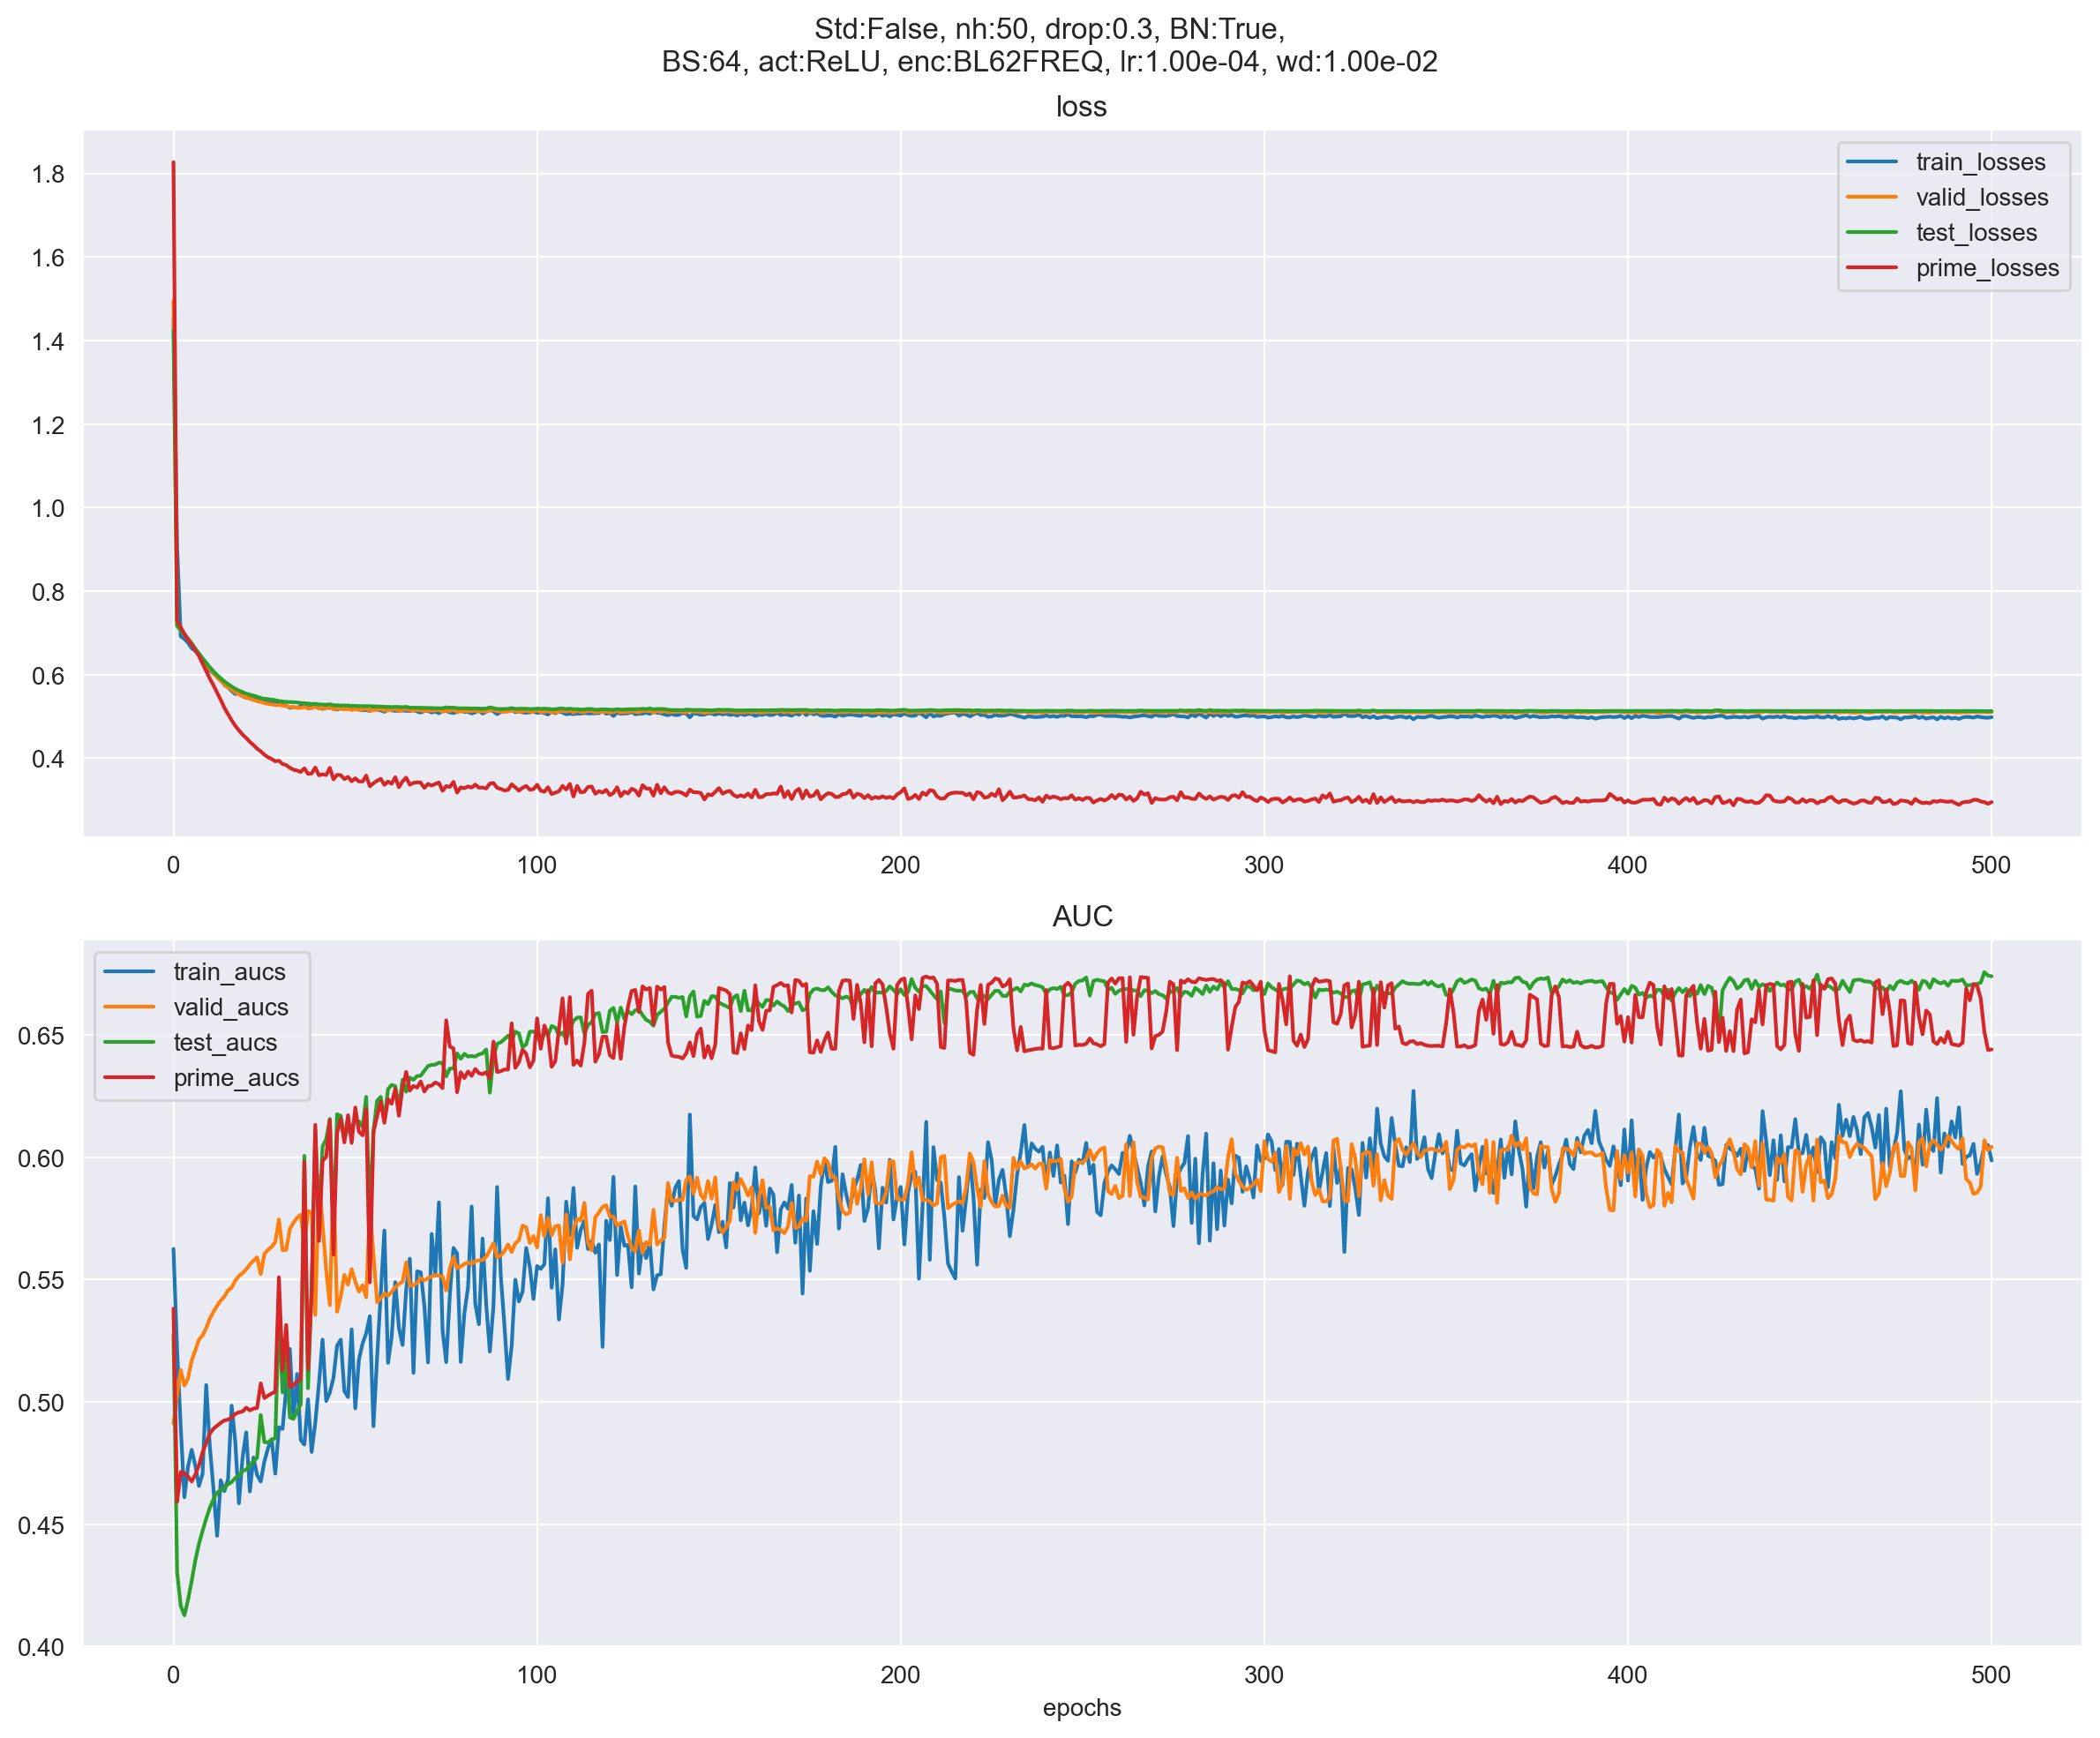 Std:False, nh:50, drop:0.3, BN:True,
BS:64, act:ReLU, enc:BL62FREQ, lr:1.00e-04, wd:1.00e-02
loss
1.8
1.6
1.4
1.2
1.0
0.8
0.6
0.4
train_losses
valid_losses
test_losses
prime_losses
0 100 200 300 400 500
AUC
train_aucs
valid_aucs
test_aucs
prime_aucs
0.65
0.60
0.55
0.50
0.45
0.40
0 100 200 300 400 500
epochs